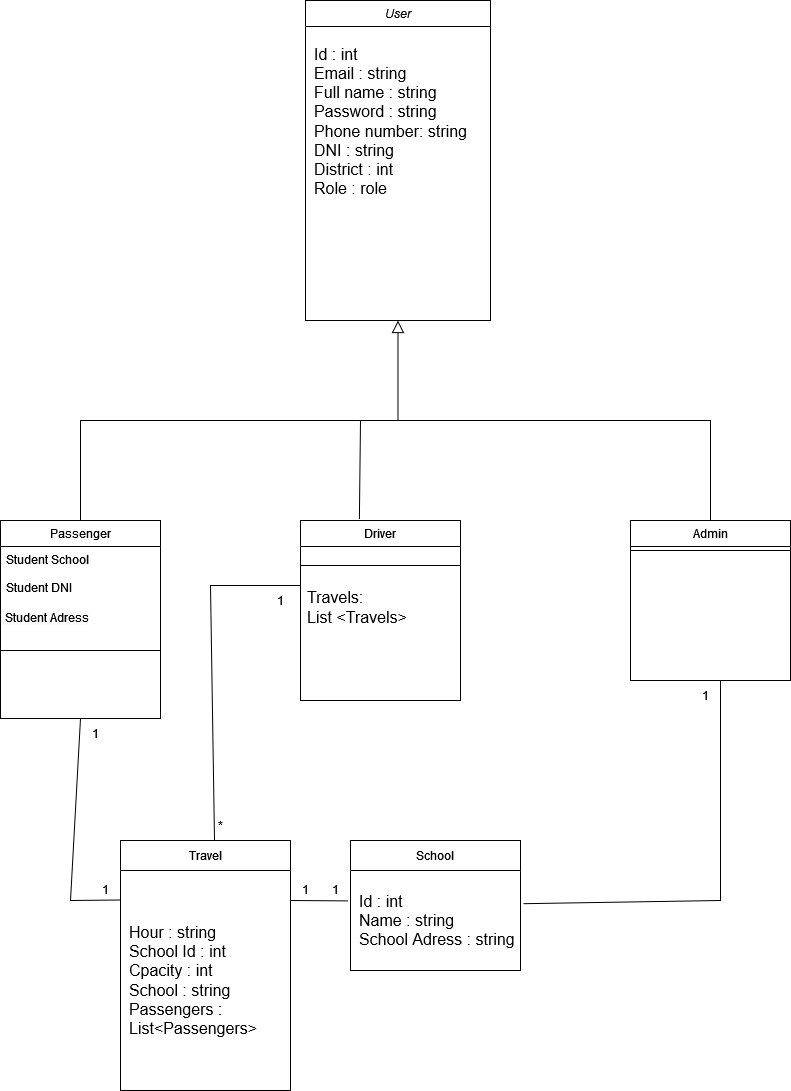 User
Id : int
Email : string
Full name : string
Password : string
Phone number: string
DNI : string
District : int
Role : role
Passenger
Student School
Student DNI
Student Adress
1
Driver
Travels:
List <Travels>
1
Admin
1
*
Travel
Hour : string
School Id : int
Cpacity : int
School : string
Passengers :
List<Passengers>
1
1
1
School
Id : int
Name : string
School Adress : string